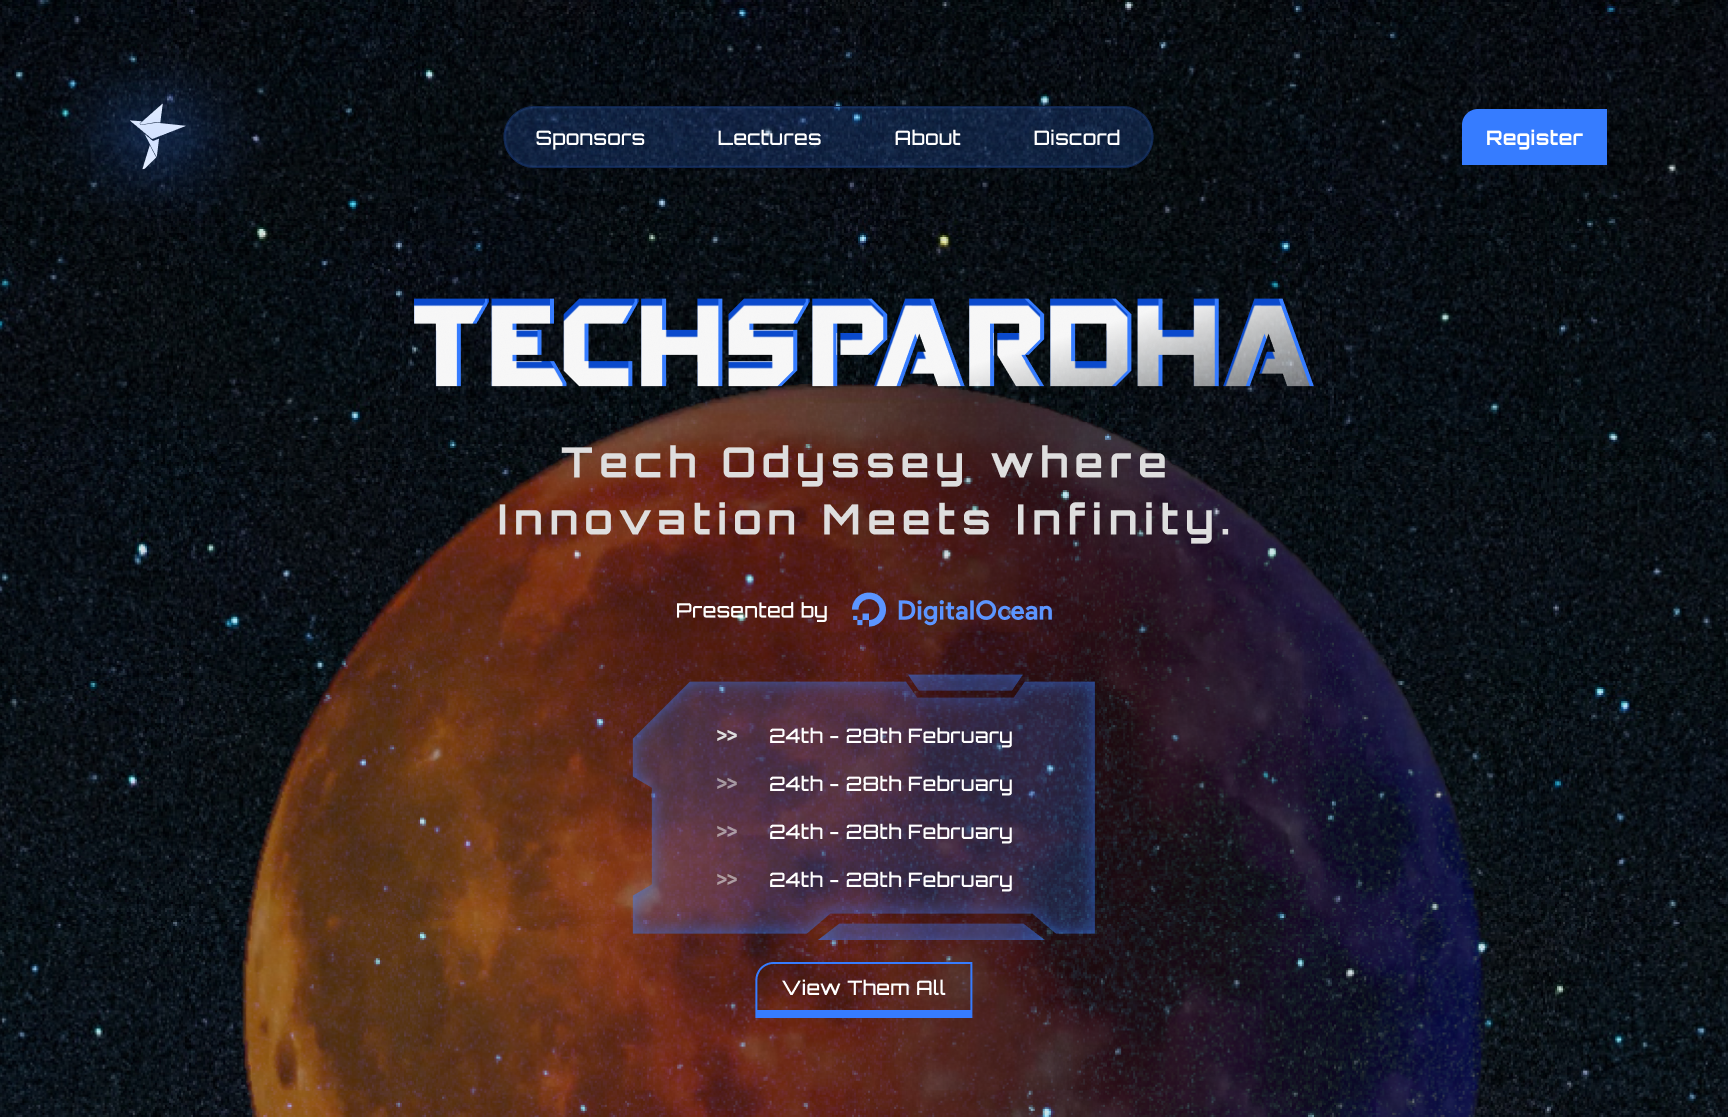 Sponsors
Lectures
About
Discord
Register
TECHSPARDHA
Tech Odyssey where
Innovation Meets Infinity.
Presented by DigitalOcean
>> 24th - 28th February
>> 24th - 28th February
>> 24th - 28th February
>> 24th - 28th February
View Them All